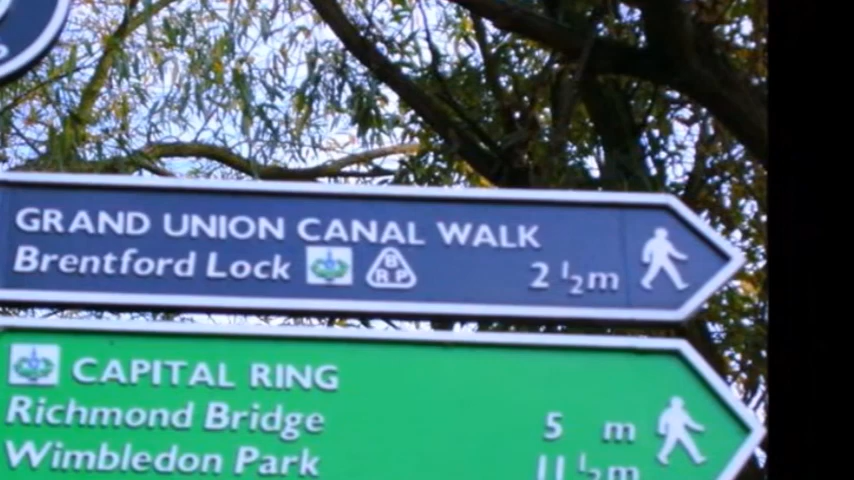 GRAND UNION CANAL WALK
Brentford Lock BRP 2 ½m
CAPITAL RING
Richmond Bridge 5 m
Wimbledon Park 11 ½m